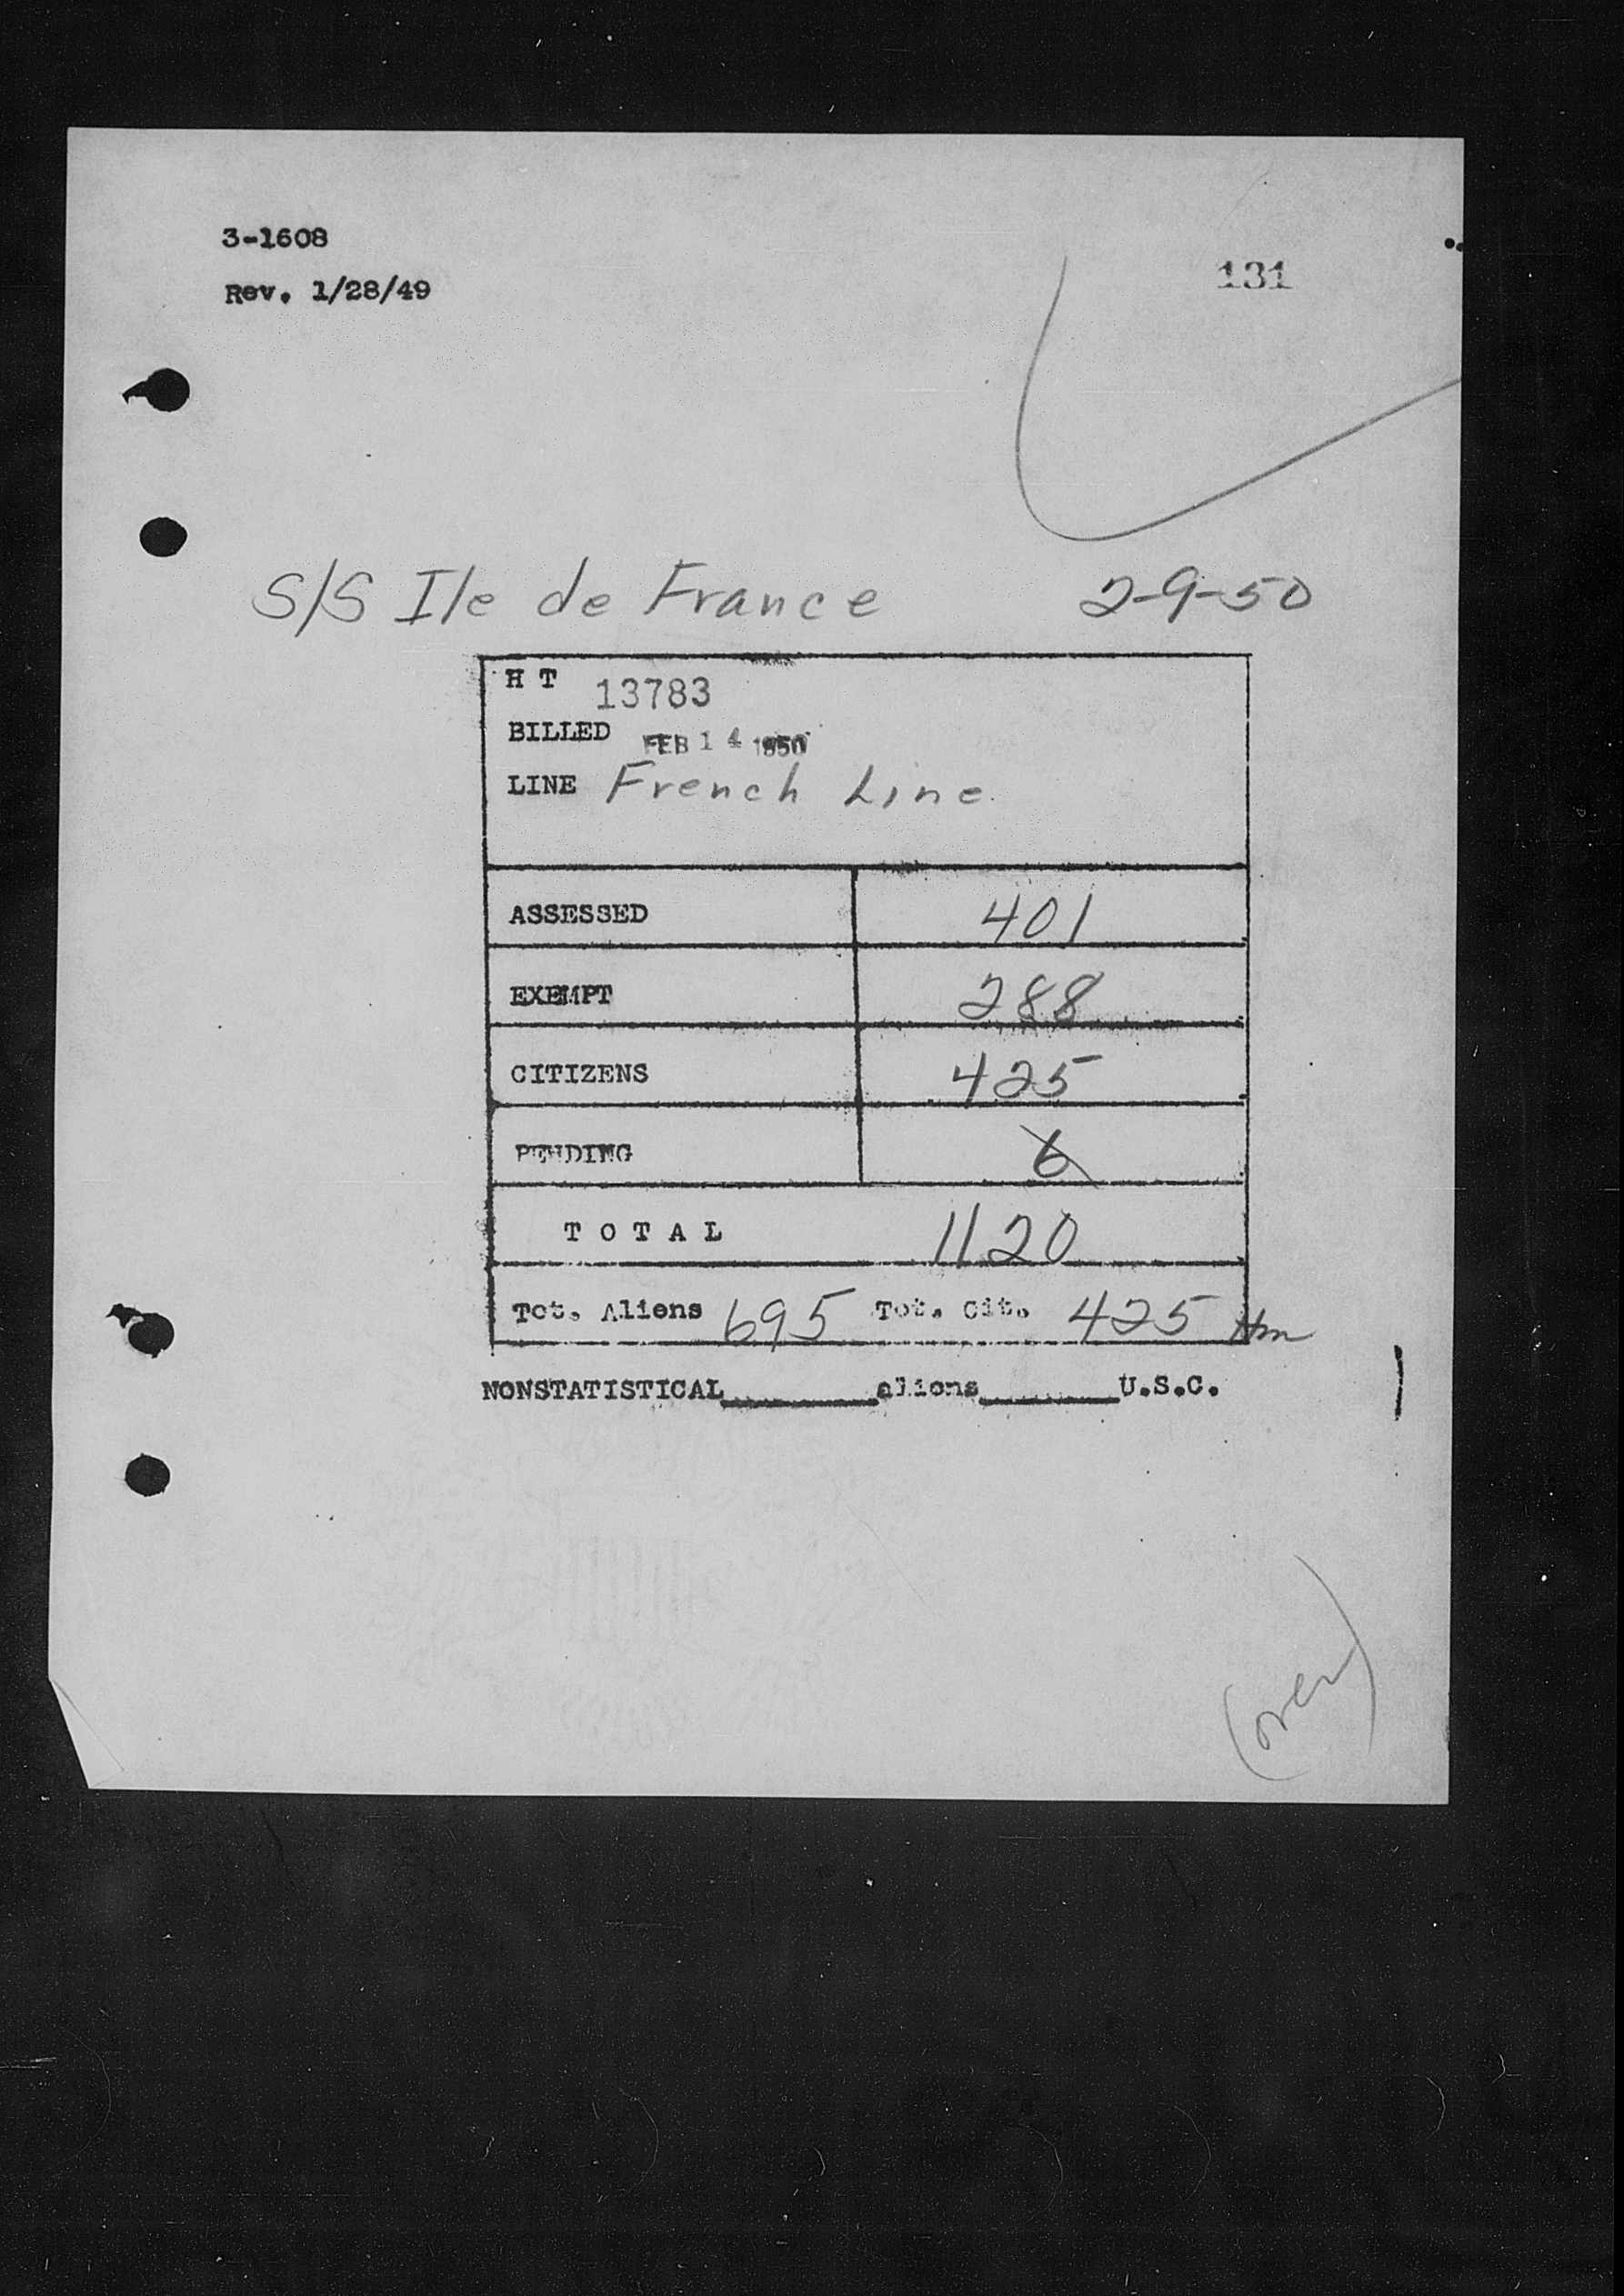 3-1608
131
Rev. 1/28/49
S/S Ile de France 2-9-50
H T 13783
BILLED FEB 14 1950
LINE French Line
ASSESSED 401
EXEMPT 288
CITIZENS 425
PENDING 6
T O T A L 1120
Tot. Aliens 695 Tot. Cit. 425
NONSTATISTICAL aliens U.S.C.
(over)